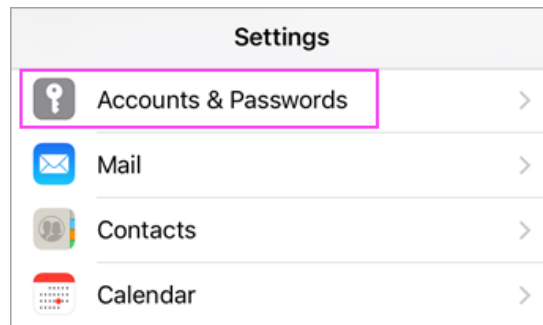 Settings
Accounts & Passwords
Mail
Contacts
Calendar